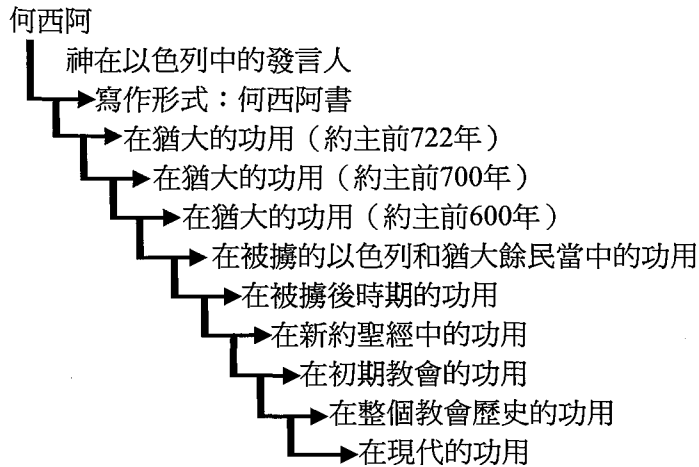 何西阿
神在以色列中的發言人
寫作形式：何西阿書
在猶大的功用（約主前722年）
在猶大的功用（約主前700年）
在猶大的功用（約主前600年）
在被擄的以色列和猶大餘民當中的功用
在被擄後時期的功用
在新約聖經中的功用
在初期教會的功用
在整個教會歷史的功用
在現代的功用